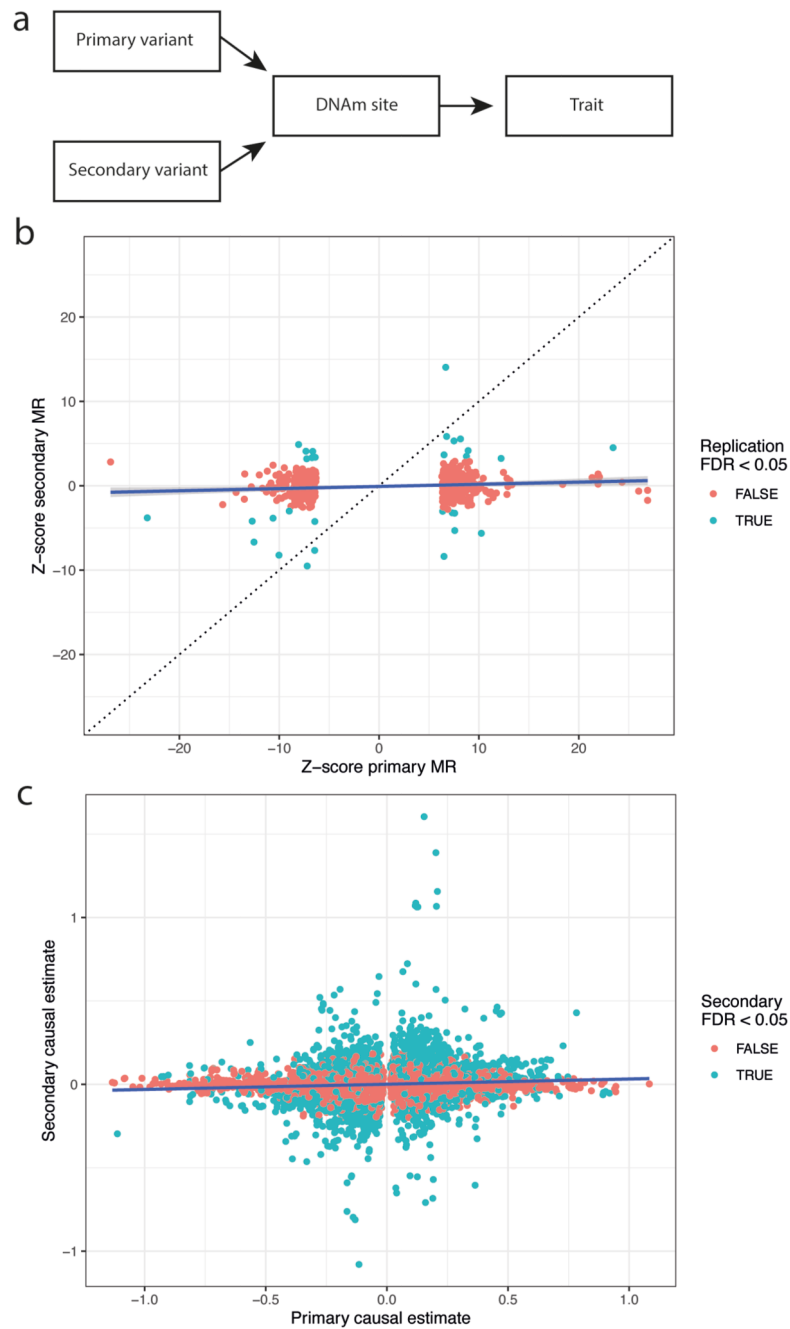 a
Primary variant
DNAm site
Trait
Secondary variant
b
20
10
0
−10
−20
Z−score secondary MR
−20
−10
0
10
20
Z−score primary MR
Replication
FDR < 0.05
FALSE
TRUE
c
1
0
−1
Secondary causal estimate
−1.0
−0.5
0.0
0.5
1.0
Primary causal estimate
Secondary
FDR < 0.05
FALSE
TRUE